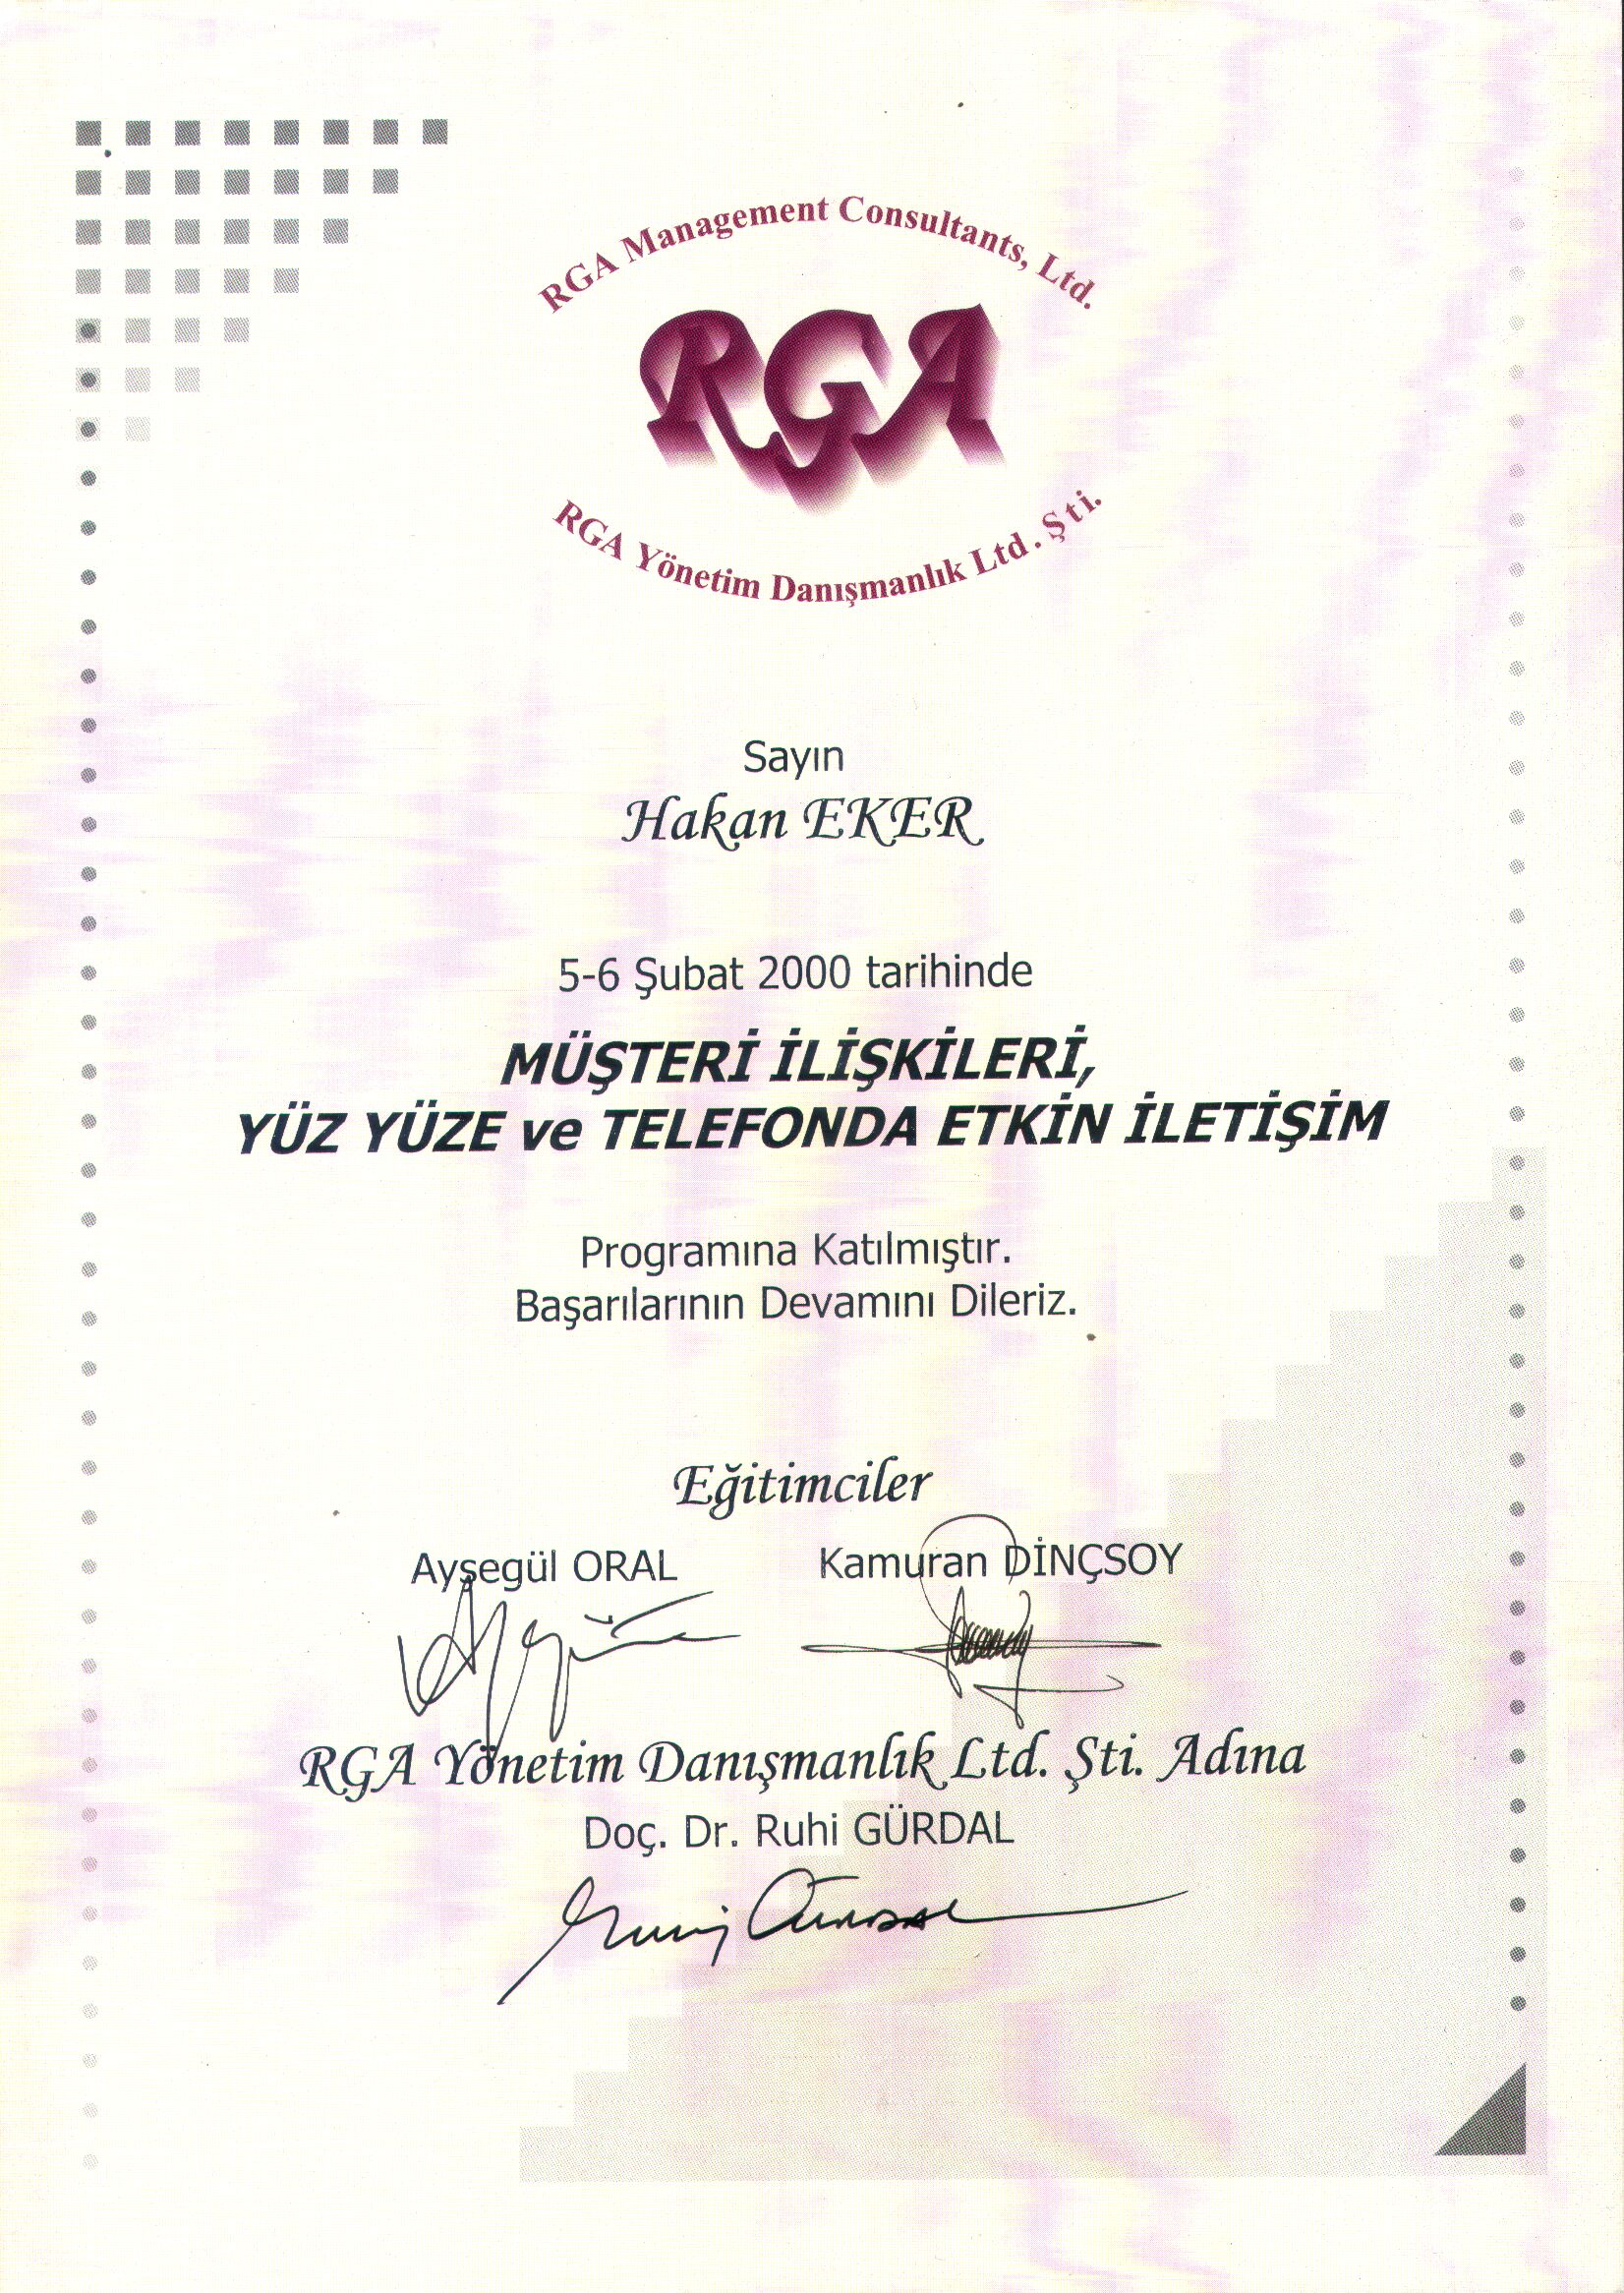 RGA Management Consultants, Ltd.
RGA
RGA Yönetim Danışmanlık Ltd. Şti.
Sayın
Hakan EKER
5-6 Şubat 2000 tarihinde
MÜŞTERİ İLİŞKİLERİ,
YÜZ YÜZE ve TELEFONDA ETKİN İLETİŞİM
Programına Katılmıştır.
Başarılarının Devamını Dileriz.
Eğitimciler
Ayşegül ORAL Kamuran DİNÇSOY
RGA Yönetim Danışmanlık Ltd. Şti. Adına
Doç. Dr. Ruhi GÜRDAL